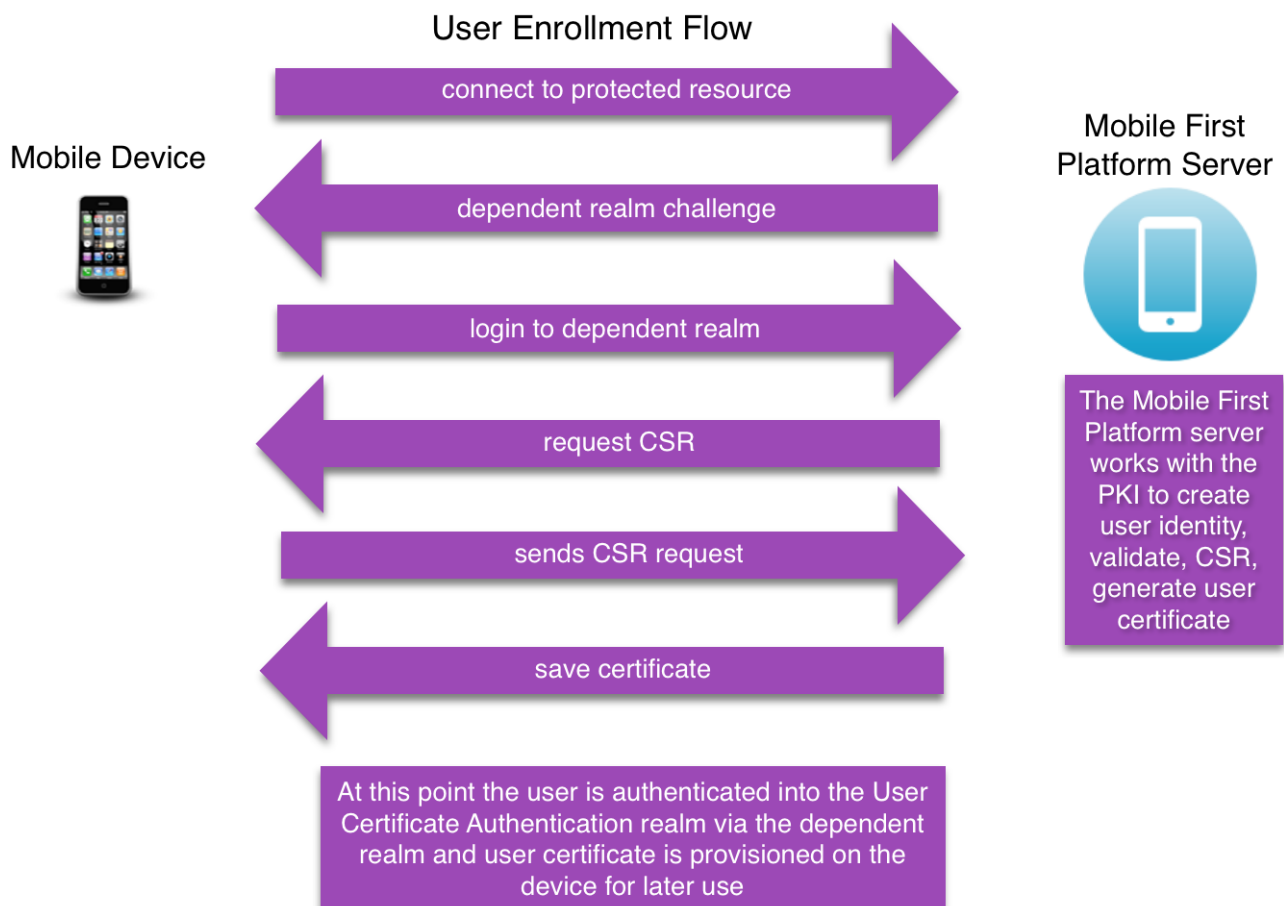 User Enrollment Flow
connect to protected resource
Mobile Device
Mobile First
Platform Server
dependent realm challenge
login to dependent realm
request CSR
sends CSR request
save certificate
The Mobile First
Platform server
works with the
PKI to create
user identity,
validate, CSR,
generate user
certificate
At this point the user is authenticated into the User
Certificate Authentication realm via the dependent
realm and user certificate is provisioned on the
device for later use